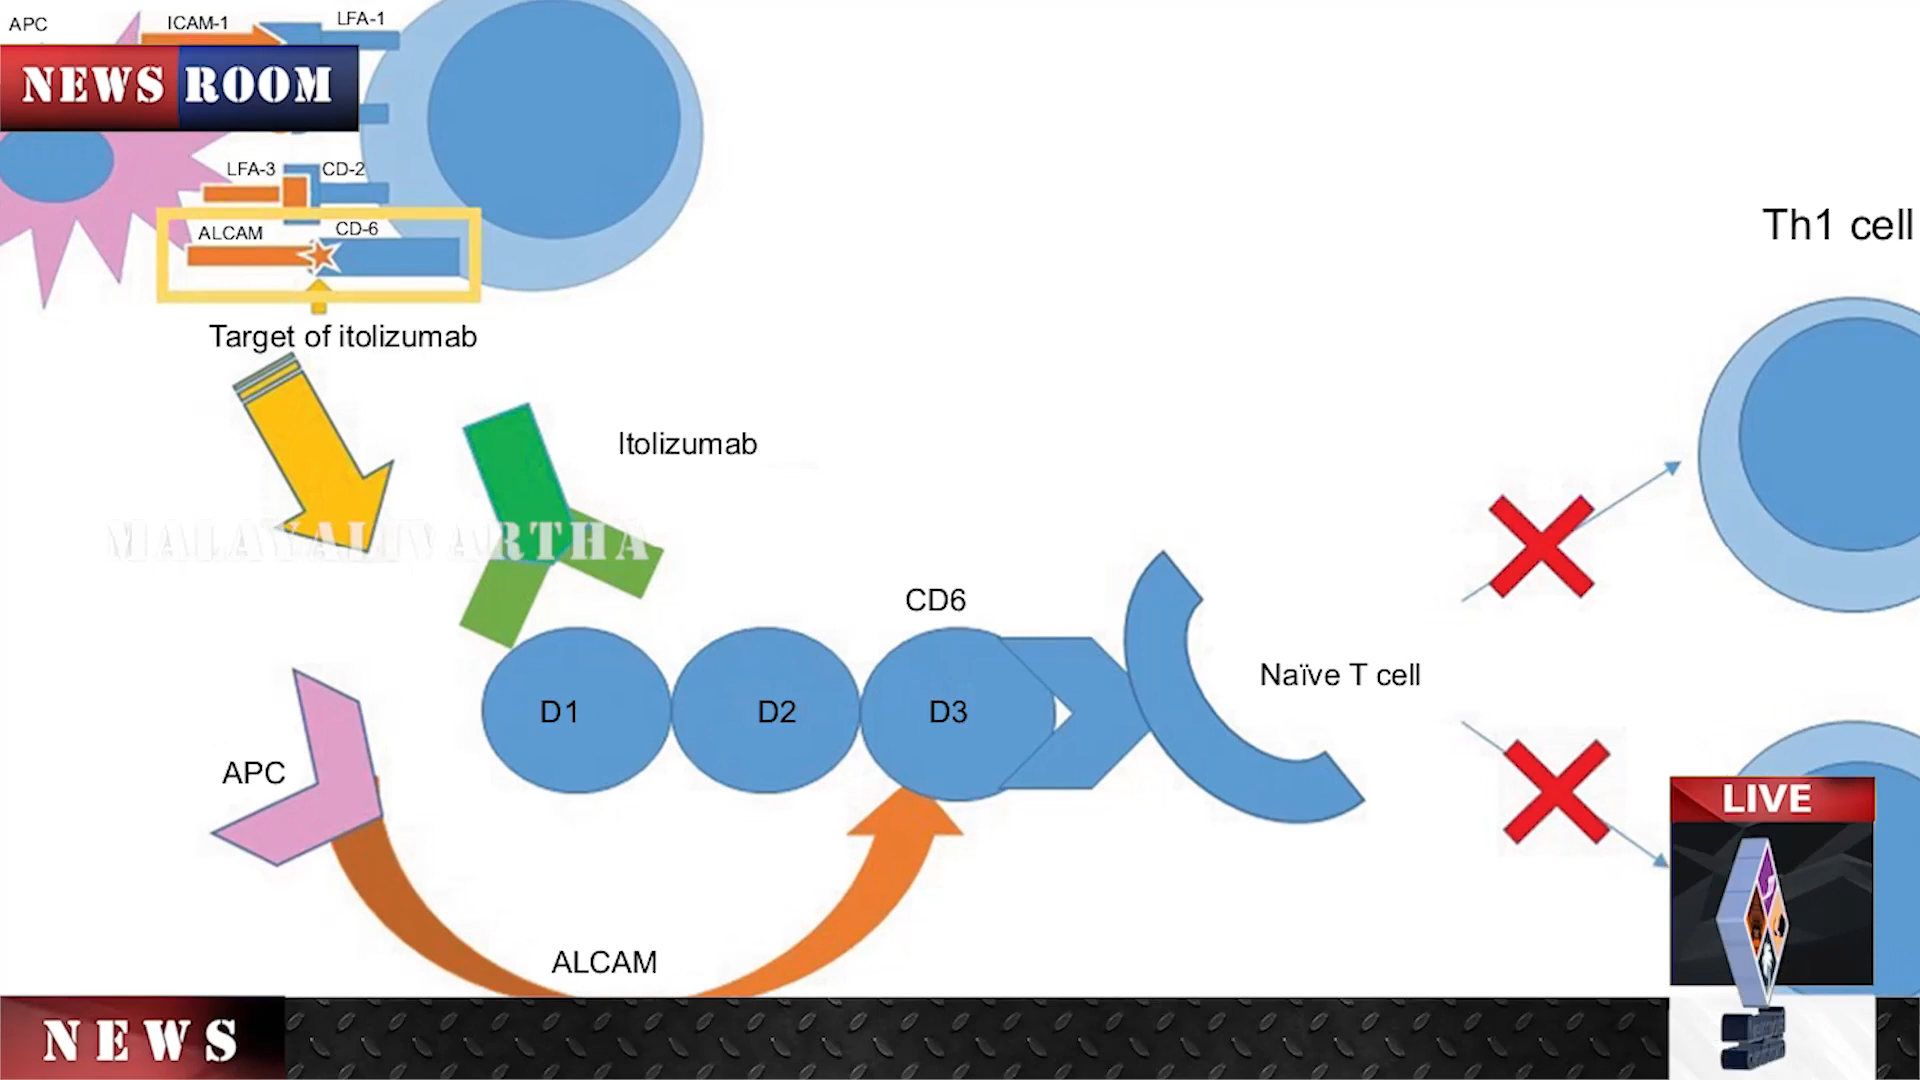 APC
ICAM-1
LFA-1
NEWS ROOM
LFA-3
CD-2
ALCAM
CD-6
Th1 cell
Target of itolizumab
Itolizumab
MALAYALIVARTHA
CD6
Naïve T cell
D1
D2
D3
APC
LIVE
ALCAM
NEWS